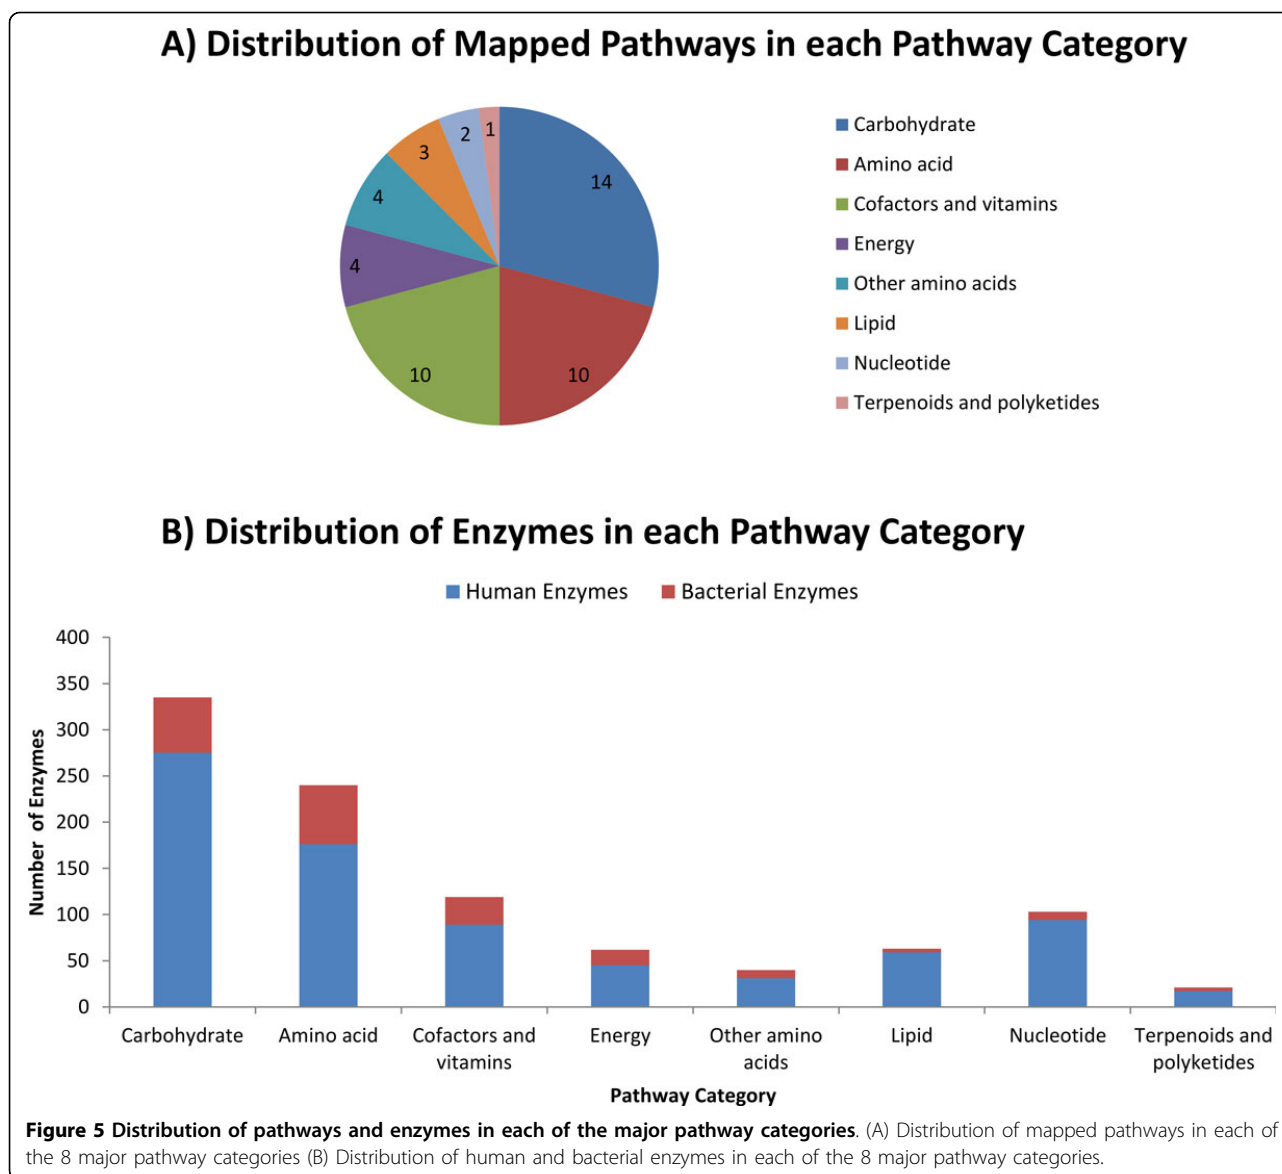 A) Distribution of Mapped Pathways in each Pathway Category
14
10
10
4
4
3
2
1
Carbohydrate
Amino acid
Cofactors and vitamins
Energy
Other amino acids
Lipid
Nucleotide
Terpenoids and polyketides
B) Distribution of Enzymes in each Pathway Category
Human Enzymes Bacterial Enzymes
Number of Enzymes
400
350
300
250
200
150
100
50
0
Carbohydrate
Amino acid
Cofactors and
vitamins
Energy
Other amino
acids
Lipid
Nucleotide
Terpenoids and
polyketides
Pathway Category
Figure 5 Distribution of pathways and enzymes in each of the major pathway categories. (A) Distribution of mapped pathways in each of
the 8 major pathway categories (B) Distribution of human and bacterial enzymes in each of the 8 major pathway categories.